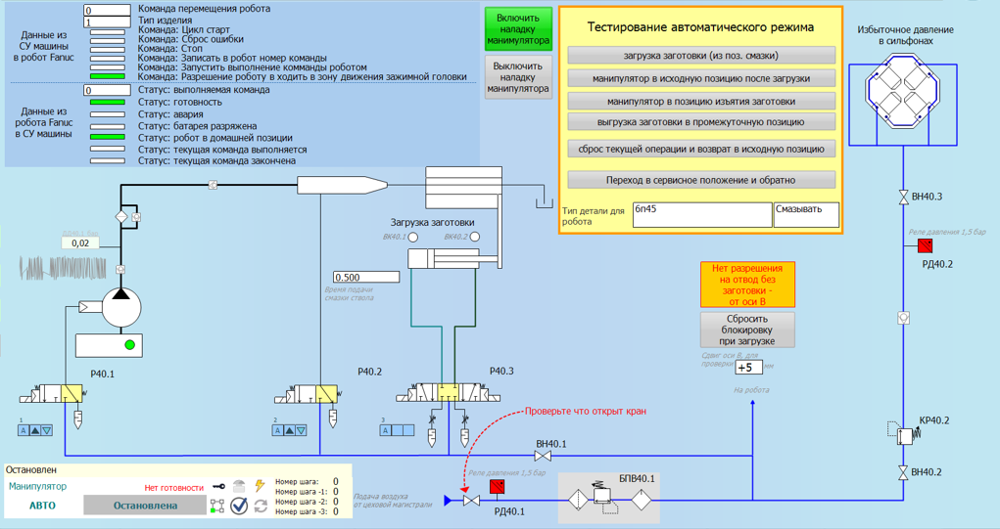 Данные из
СУ машины
в робот Fanuc
0
Команда перемещения робота
1
Тип изделия
Команда: Цикл старт
Команда: Сброс ошибки
Команда: Стоп
Команда: Записать в робот номер команды
Команда: Запустить выполнение комманды роботом
Команда: Разрешение роботу в ходить в зону движения зажимной головки
Данные из
робота Fanuc
в СУ машины
0
Статус: выполняемая команда
Статус: готовность
Статус: авария
Статус: батарея разряжена
Статус: робот в домашней позиции
Статус: текущая команда выполняется
Статус: текущая команда закончена
Включить
наладку
манимулятора
Выключить
наладку
манипулятора
Тестирование автоматического режима
загрузка заготовки (из поз. смазки)
манипулятор в исходную позицию после загрузки
манипулятор в позицию изъятия заготовки
выгрузка заготовки в промежуточную позицию
сброс текущей операции и возврат в исходную позицию
Переход в сервисное положение и обратно
Тип детали для
робота
6п45
Смазывать
Избыточное давление
в сильфонах
ВН40.3
Реле давления 1,5 бар
РД40.2
0,02
Загрузка заготовки
ВК40.1
ВК40.2
0.500
Время подачи
смазки ствола
Нет разрешения
на отвод без
заготовки -
от оси В
Сбросить
блокировку
при загрузке
Сдвиг оси В, для
проверки
+5
мм
На робота
Р40.1
Р40.2
Р40.3
1
А
2
А
3
А
Проверьте что открыт кран
ВН40.1
КР40.2
ВН40.2
Реле давления 1,5 бар
РД40.1
БПВ40.1
Подача воздуха
от цеховой магистрали
Остановлен
Манипулятор
Нет готовности
АВТО
Остановлена
Номер шага: 0
Номер шага -1: 0
Номер шага -2: 0
Номер шага -3: 0